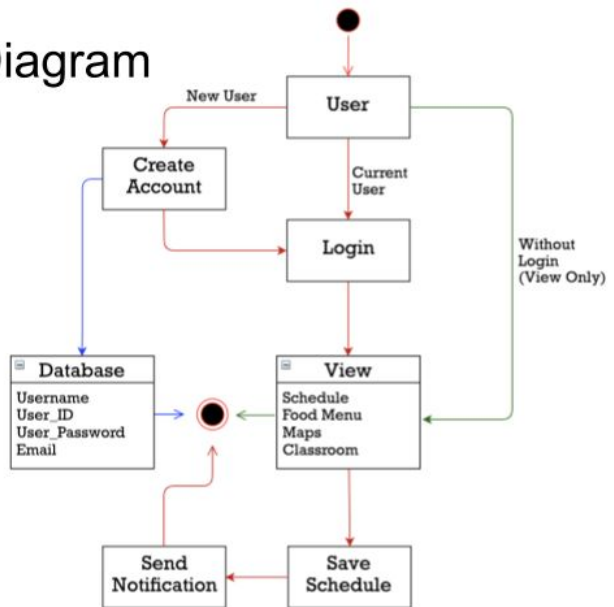 Diagram
User
New User
Create
Account
Current
User
Login
Without
Login
(View Only)
Database
Username
User_ID
User_Password
Email
View
Schedule
Food Menu
Maps
Classroom
Send
Notification
Save
Schedule